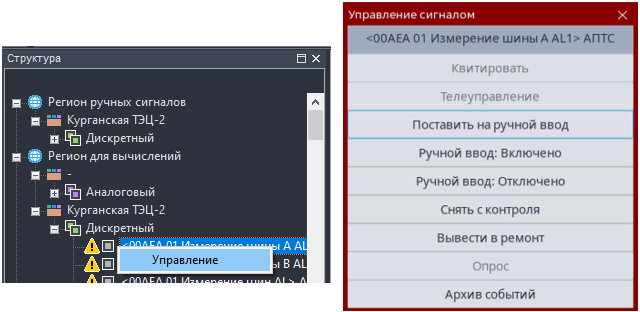 Структура
Регион ручных сигналов
Курганская ТЭЦ-2
Дискретный
Регион для вычислений
-
Аналоговый
Курганская ТЭЦ-2
Дискретный
<00AEA 01 Измерение шины A AL
Управление
ы B AL
<00AEA 01 Измерение шин AL> АП
Управление сигналом
<00AEA 01 Измерение шины A AL1> АПТС
Квитировать
Телеуправление
Поставить на ручной ввод
Ручной ввод: Включено
Ручной ввод: Отключено
Снять с контроля
Вывести в ремонт
Опрос
Архив событий